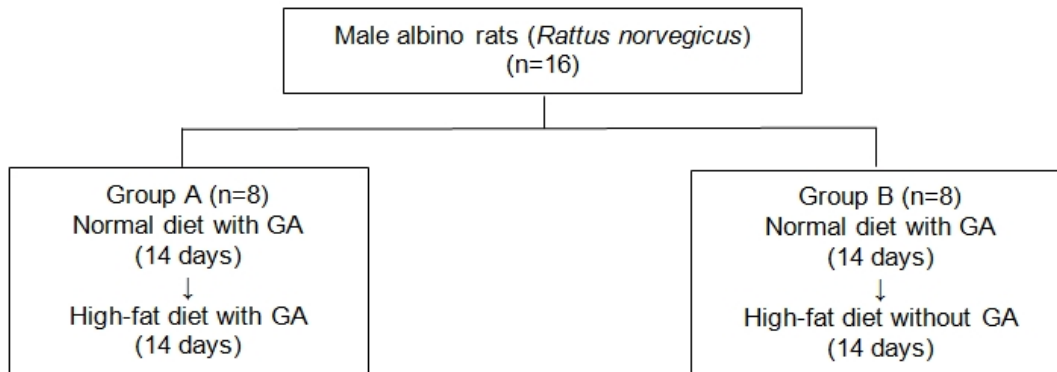 Male albino rats (Rattus norvegicus)
(n=16)
Group A (n=8)
Normal diet with GA
(14 days)
↓
High-fat diet with GA
(14 days)
Group B (n=8)
Normal diet with GA
(14 days)
↓
High-fat diet without GA
(14 days)